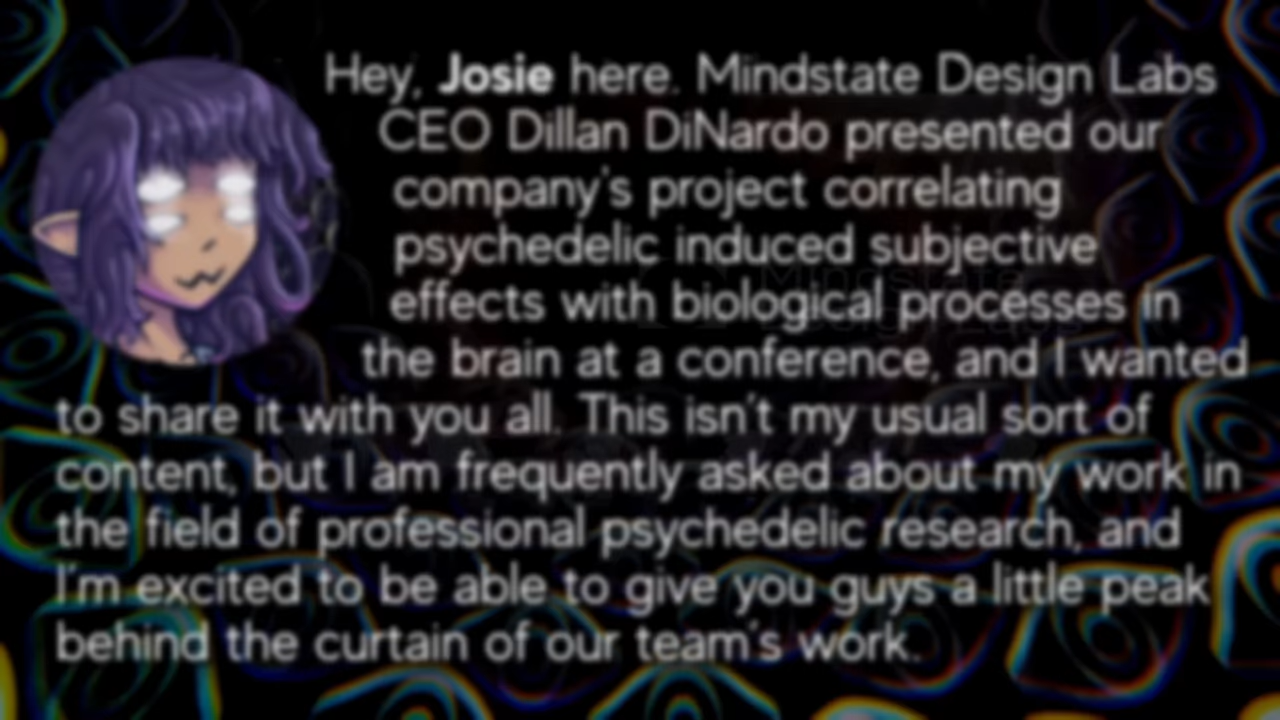 Hey, Josie here. Mindstate Design Labs
CEO Dillan DiNardo presented our
company's project correlating
psychedelic induced subjective
effects with biological processes in
the brain at a conference, and I wanted
to share it with you all. This isn't my usual sort of
content, but I am frequently asked about my work in
the field of professional psychedelic research, and
I'm excited to be able to give you guys a little peak
behind the curtain of our team's work.
Mindstate
Design Labs